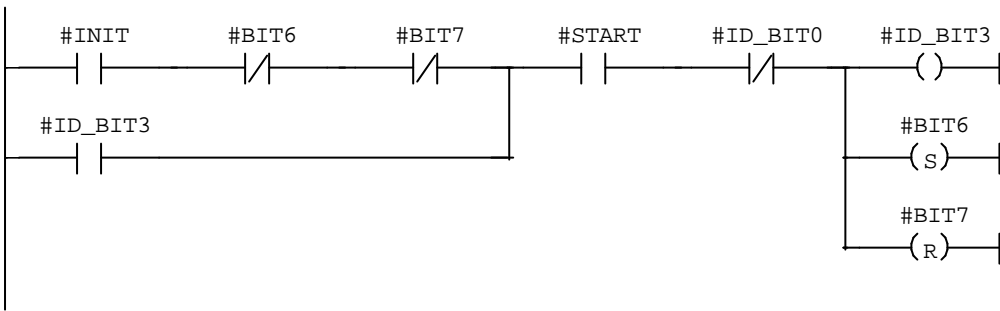 #INIT #BIT6 #BIT7 #START #ID_BIT0 #ID_BIT3
#ID_BIT3 #BIT6
S
#BIT7
R